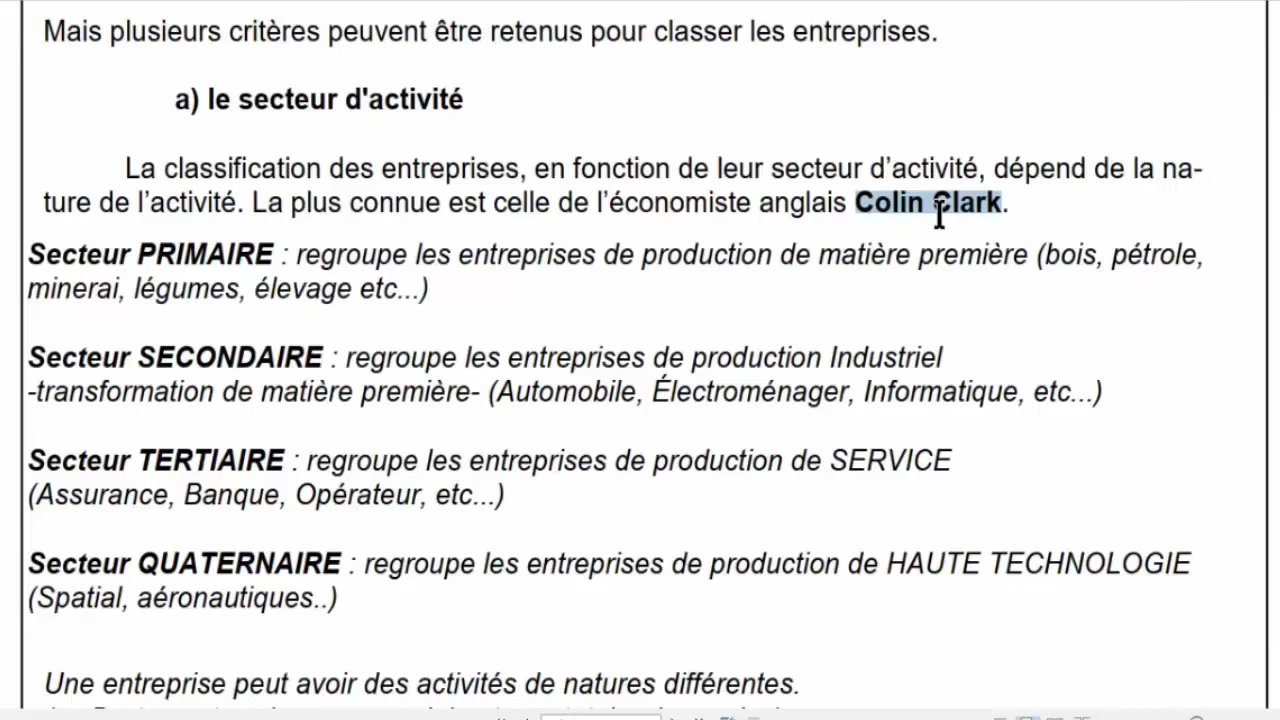 Mais plusieurs critères peuvent être retenus pour classer les entreprises.
a) le secteur d'activité
La classification des entreprises, en fonction de leur secteur d’activité, dépend de la na-
ture de l’activité. La plus connue est celle de l’économiste anglais Colin Clark.
Secteur PRIMAIRE : regroupe les entreprises de production de matière première (bois, pétrole,
minerai, légumes, élevage etc...)
Secteur SECONDAIRE : regroupe les entreprises de production Industriel
-transformation de matière première- (Automobile, Électroménager, Informatique, etc...)
Secteur TERTIAIRE : regroupe les entreprises de production de SERVICE
(Assurance, Banque, Opérateur, etc...)
Secteur QUATERNAIRE : regroupe les entreprises de production de HAUTE TECHNOLOGIE
(Spatial, aéronautiques..)
Une entreprise peut avoir des activités de natures différentes.